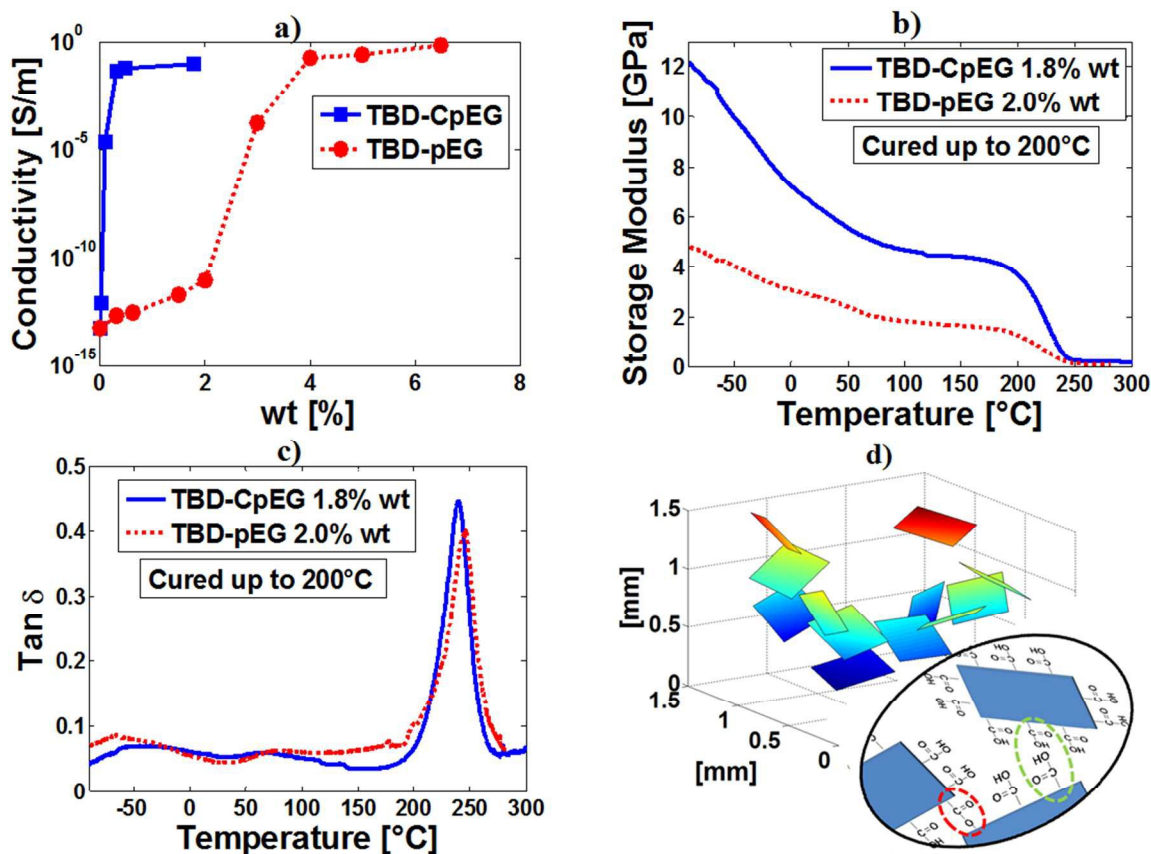 a)
Conductivity [S/m]
10^0
10^-5
10^-10
10^-15
TBD-CpEG
TBD-pEG
0 2 4 6 8
wt [%]
b)
Storage Modulus [GPa]
12
10
8
6
4
2
0
TBD-CpEG 1.8% wt
TBD-pEG 2.0% wt
Cured up to 200°C
-50 0 50 100 150 200 250 300
Temperature [°C]
c)
Tan δ
0.5
0.4
0.3
0.2
0.1
0
TBD-CpEG 1.8% wt
TBD-pEG 2.0% wt
Cured up to 200°C
-50 0 50 100 150 200 250 300
Temperature [°C]
d)
[mm]
1.5
1
0.5
0
1.5
1
0.5
0
[mm]
HO
O=C